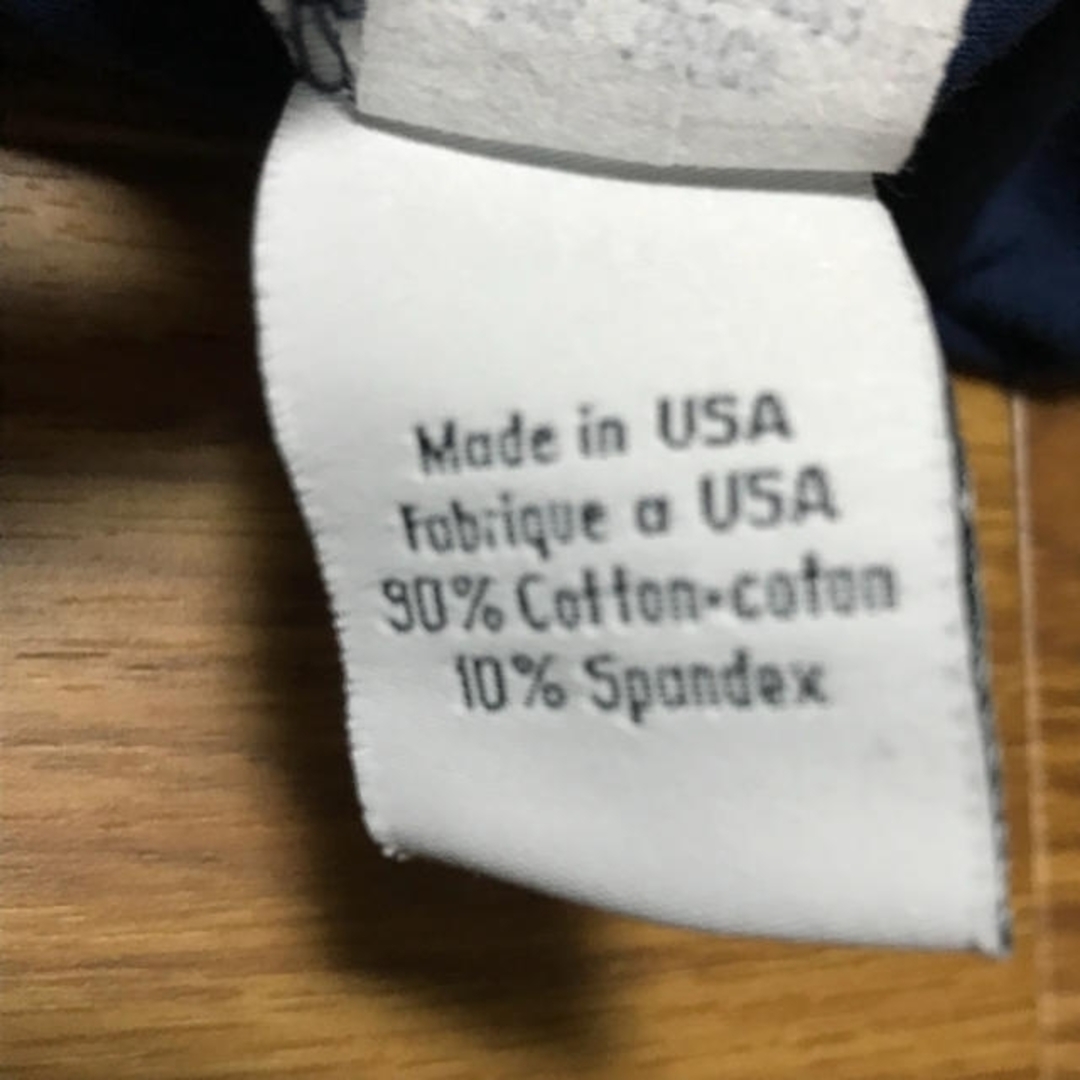 Made in USA
Fabrique a USA
90% Cotton-coton
10% Spandex